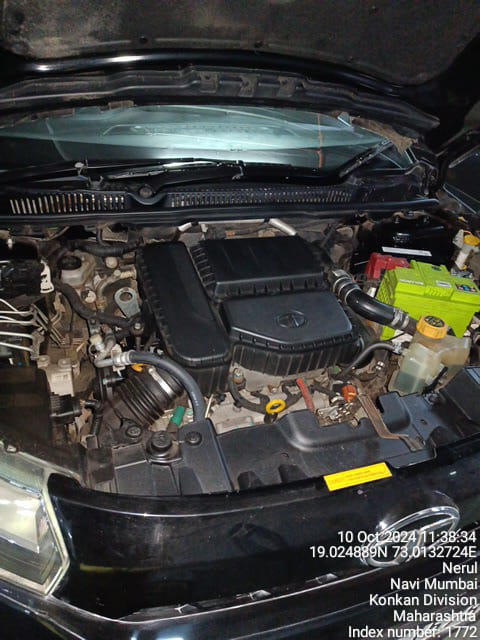 10 Oct 2024 11:38:34
19.024889N 73.0132724E
Nerul
Navi Mumbai
Konkan Division
Maharashtra
Index number: 1772